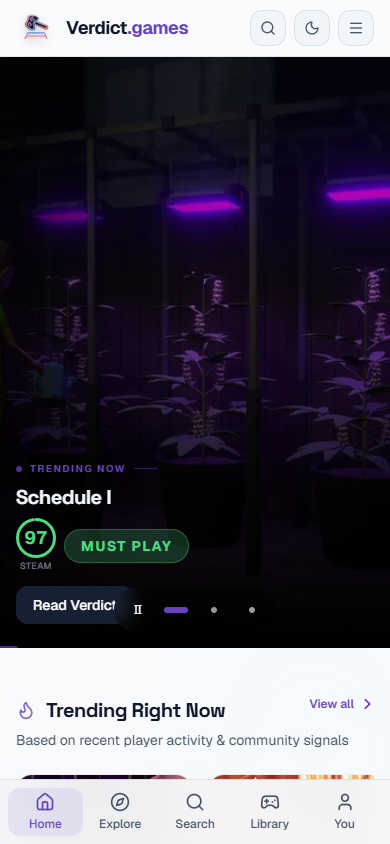 Verdict.games
TRENDING NOW
Schedule I
97
MUST PLAY
STEAM
Read Verdict
Trending Right Now
View all
Based on recent player activity & community signals
Home
Explore
Search
Library
You